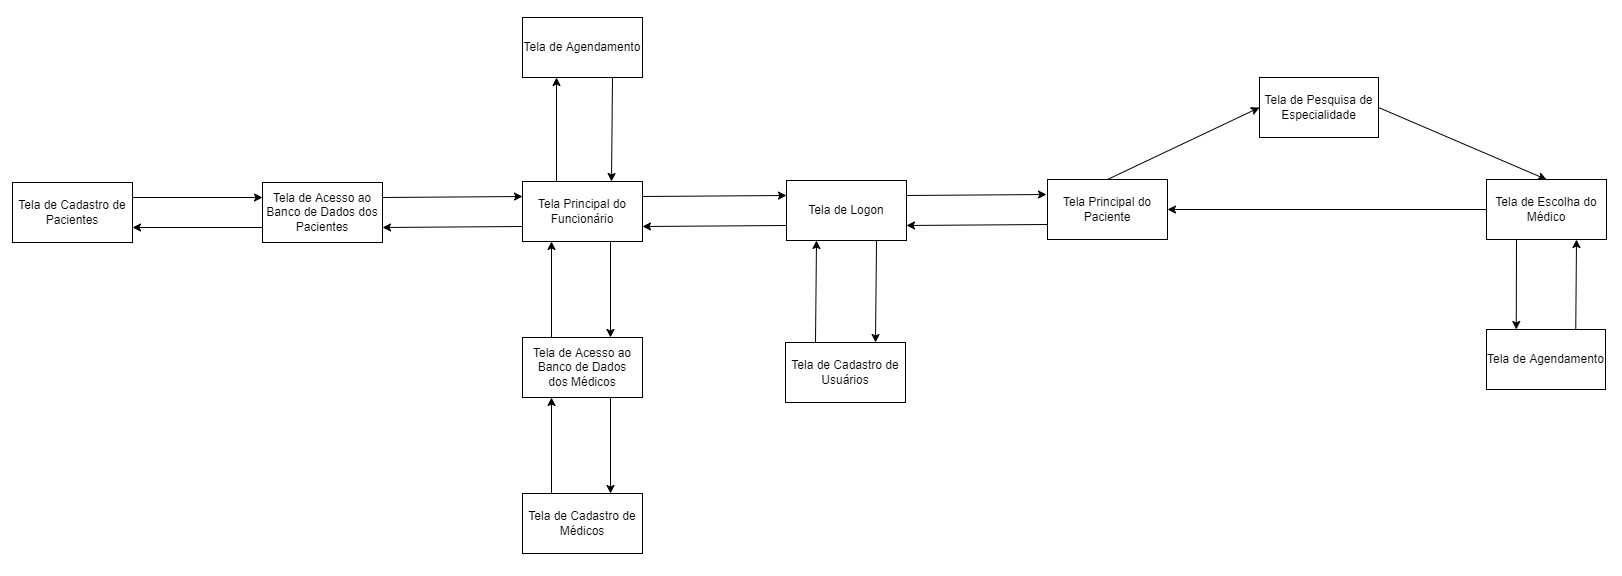 Tela de Agendamento
Tela de Pesquisa de
Especialidade
Tela de Cadastro de
Pacientes
Tela de Acesso ao
Banco de Dados dos
Pacientes
Tela Principal do
Funcionário
Tela de Logon
Tela Principal do
Paciente
Tela de Escolha do
Médico
Tela de Acesso ao
Banco de Dados
dos Médicos
Tela de Cadastro de
Usuários
Tela de Agendamento
Tela de Cadastro de
Médicos